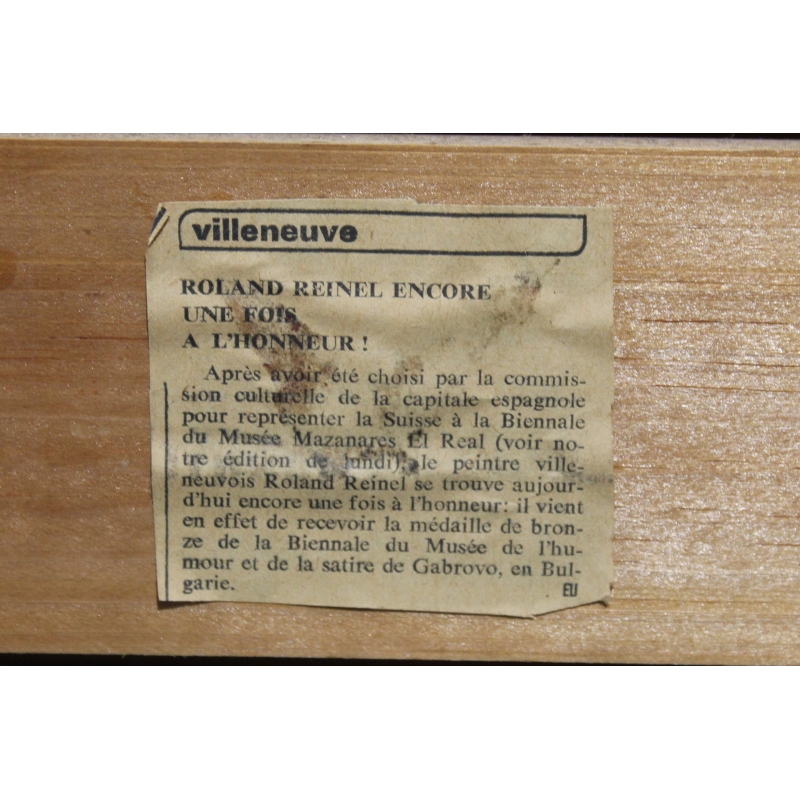 villeneuve
ROLAND REINEL ENCORE
UNE FOIS
A L'HONNEUR !
Après avoir été choisi par la commis-
sion culturelle de la capitale espagnole
pour représenter la Suisse à la Biennale
du Musée Mazanares El Real (voir no-
tre édition de lundi), le peintre ville-
neuvois Roland Reinel se trouve aujour-
d'hui encore une fois à l'honneur: il vient
en effet de recevoir la médaille de bron-
ze de la Biennale du Musée de l'hu-
mour et de la satire de Gabrovo, en Bul-
garie.
EU